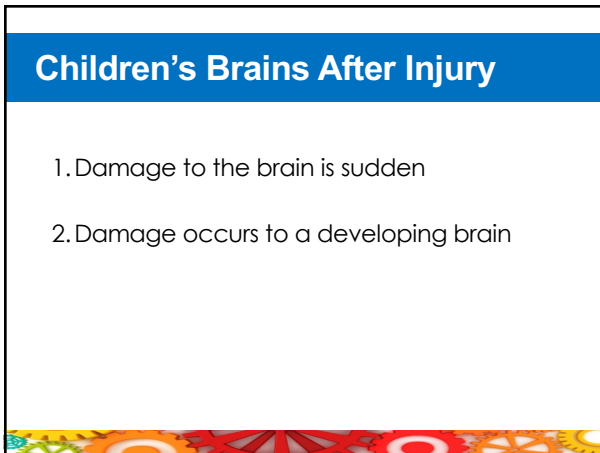 Children's Brains After Injury
1. Damage to the brain is sudden
2. Damage occurs to a developing brain